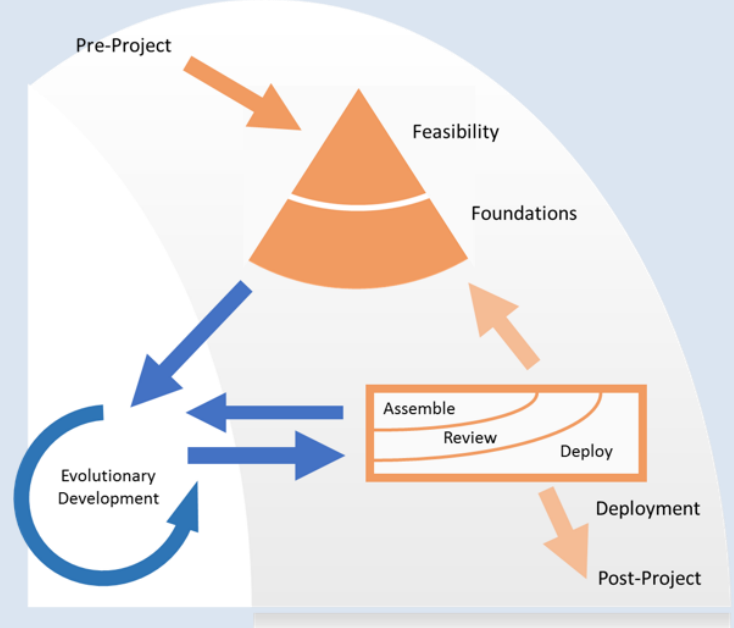 Pre-Project
Feasibility
Foundations
Assemble
Review
Deploy
Evolutionary
Development
Deployment
Post-Project